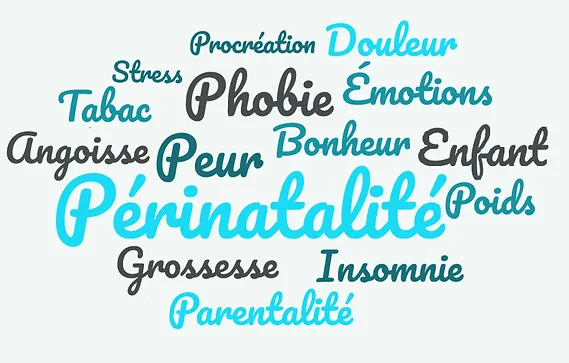 Procréation Douleur
Stress
Tabac Phobie Émotions
Angoisse Peur Bonheur Enfant
Périnatalité Poids
Grossesse Insomnie
Parentalité